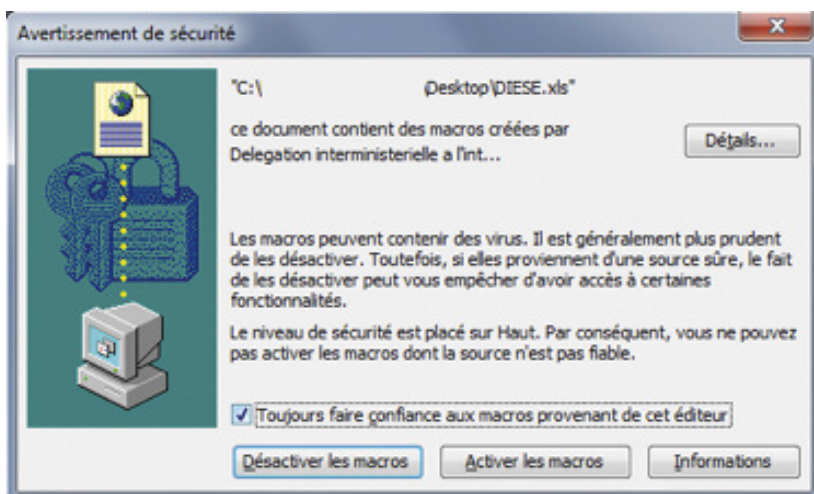 Avertissement de sécurité
"C:\ Desktop\DIESE.xls"
ce document contient des macros créées par
Delegation interministerielle a l'int...
Détails...
Les macros peuvent contenir des virus. Il est généralement plus prudent
de les désactiver. Toutefois, si elles proviennent d'une source sûre, le fait
de les désactiver peut vous empêcher d'avoir accès à certaines
fonctionnalités.
Le niveau de sécurité est placé sur Haut. Par conséquent, vous ne pouvez
pas activer les macros dont la source n'est pas fiable.
Toujours faire confiance aux macros provenant de cet éditeur
Désactiver les macros Activer les macros Informations